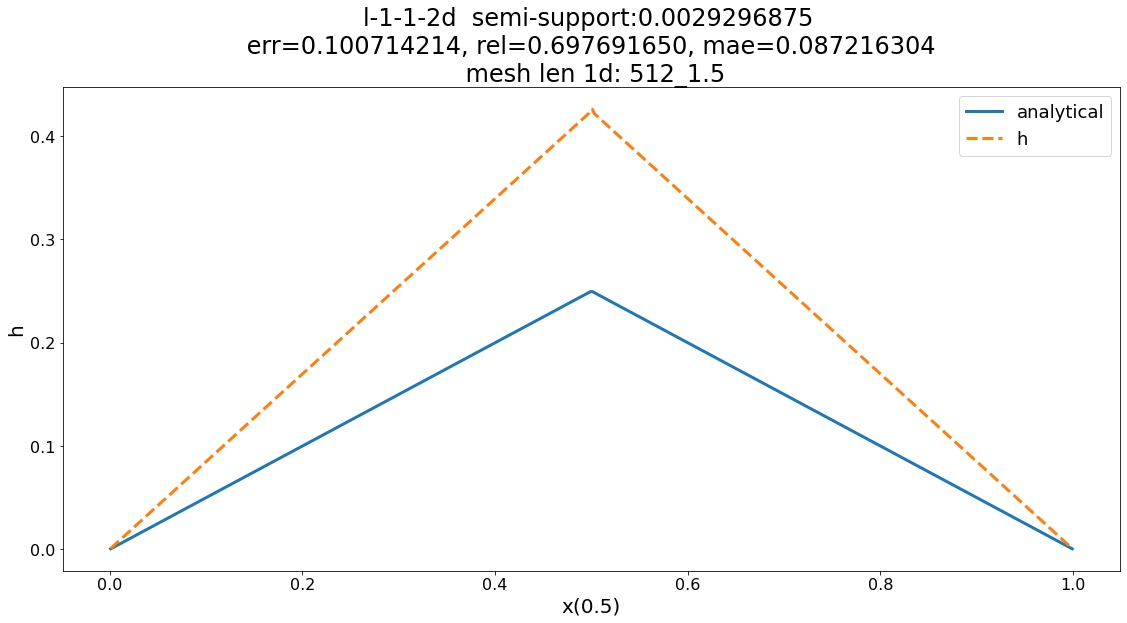 l-1-1-2d  semi-support:0.0029296875
err=0.100714214, rel=0.697691650, mae=0.087216304
mesh len 1d: 512_1.5
analytical
h
h
0.4
0.3
0.2
0.1
0.0
0.0
0.2
0.4
0.6
0.8
1.0
x(0.5)